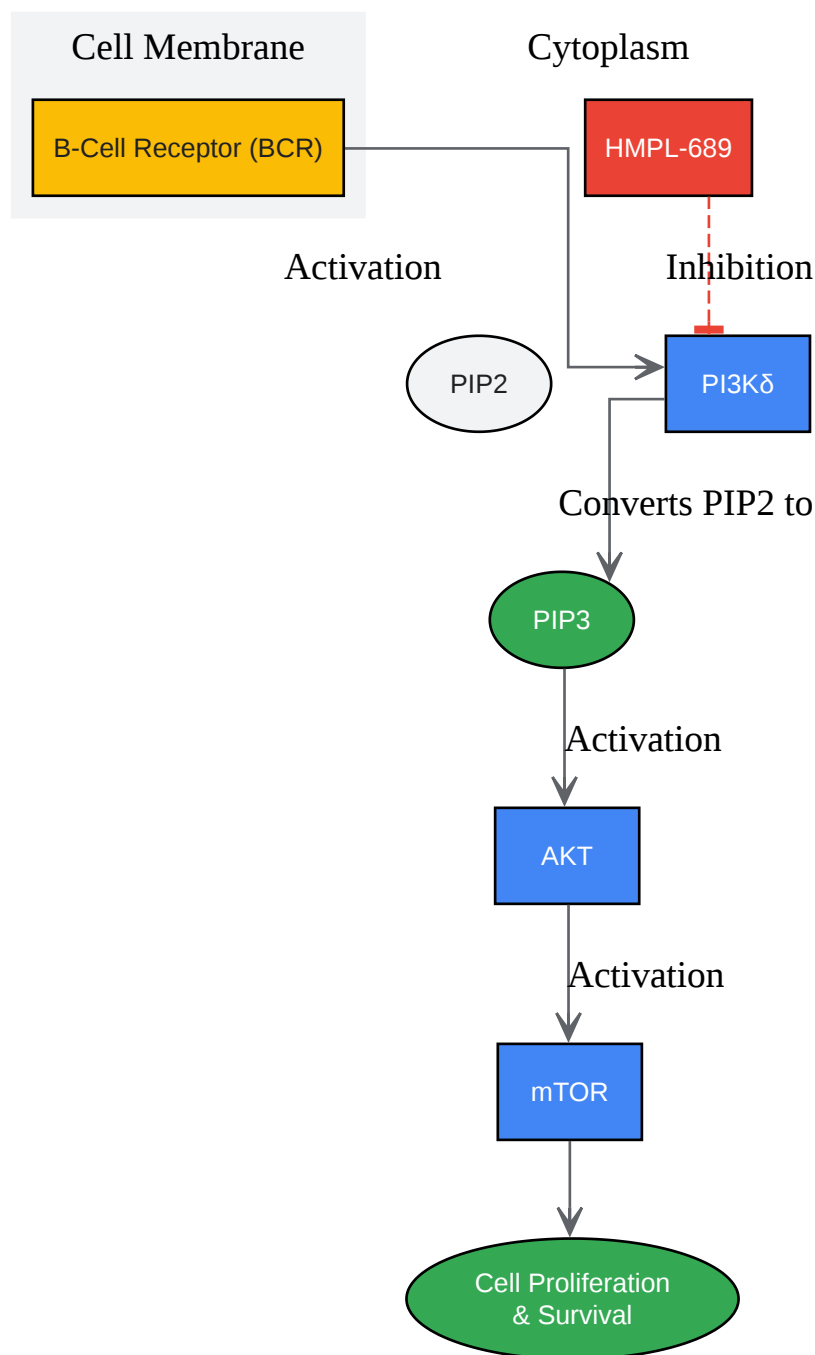 Cell Membrane
Cytoplasm
B-Cell Receptor (BCR)
HMPL-689
Activation
Inhibition
PIP2
PI3Kδ
Converts PIP2 to
PIP3
Activation
AKT
Activation
mTOR
Cell Proliferation
& Survival